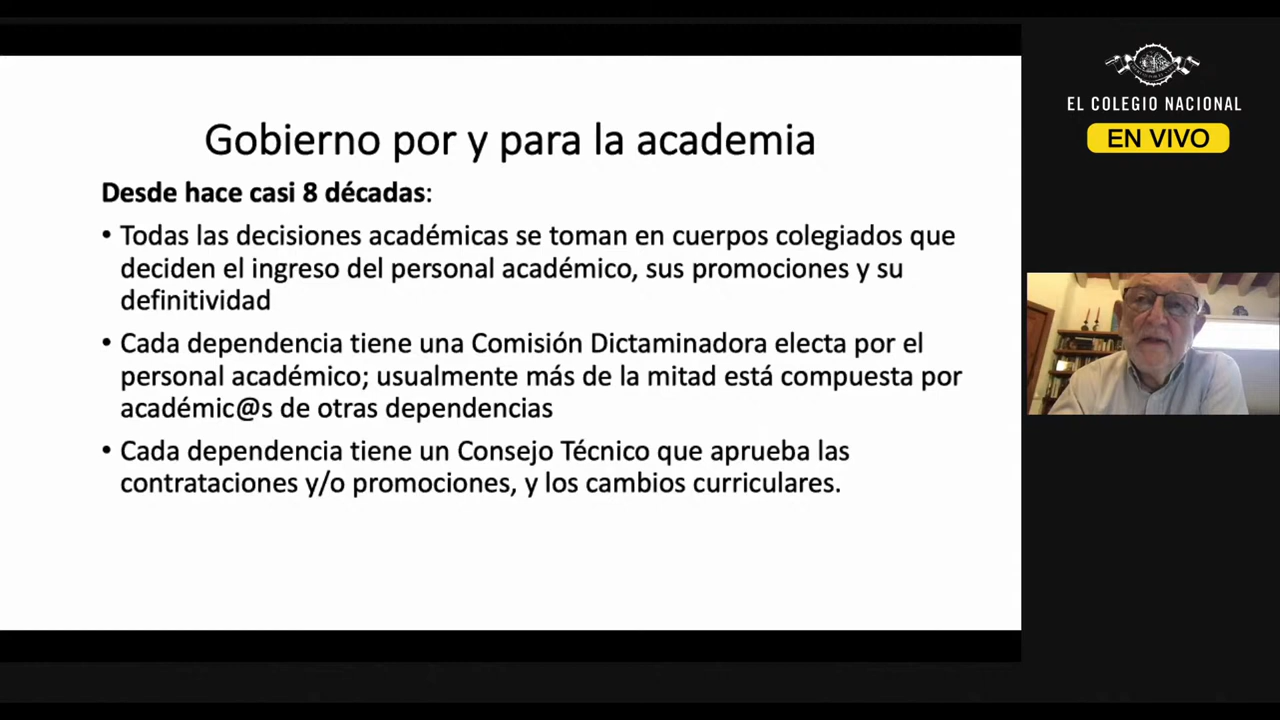 Gobierno por y para la academia
Desde hace casi 8 décadas:
• Todas las decisiones académicas se toman en cuerpos colegiados que
deciden el ingreso del personal académico, sus promociones y su
definitividad
• Cada dependencia tiene una Comisión Dictaminadora electa por el
personal académico; usualmente más de la mitad está compuesta por
académic@s de otras dependencias
• Cada dependencia tiene un Consejo Técnico que aprueba las
contrataciones y/o promociones, y los cambios curriculares.
EL COLEGIO NACIONAL
EN VIVO